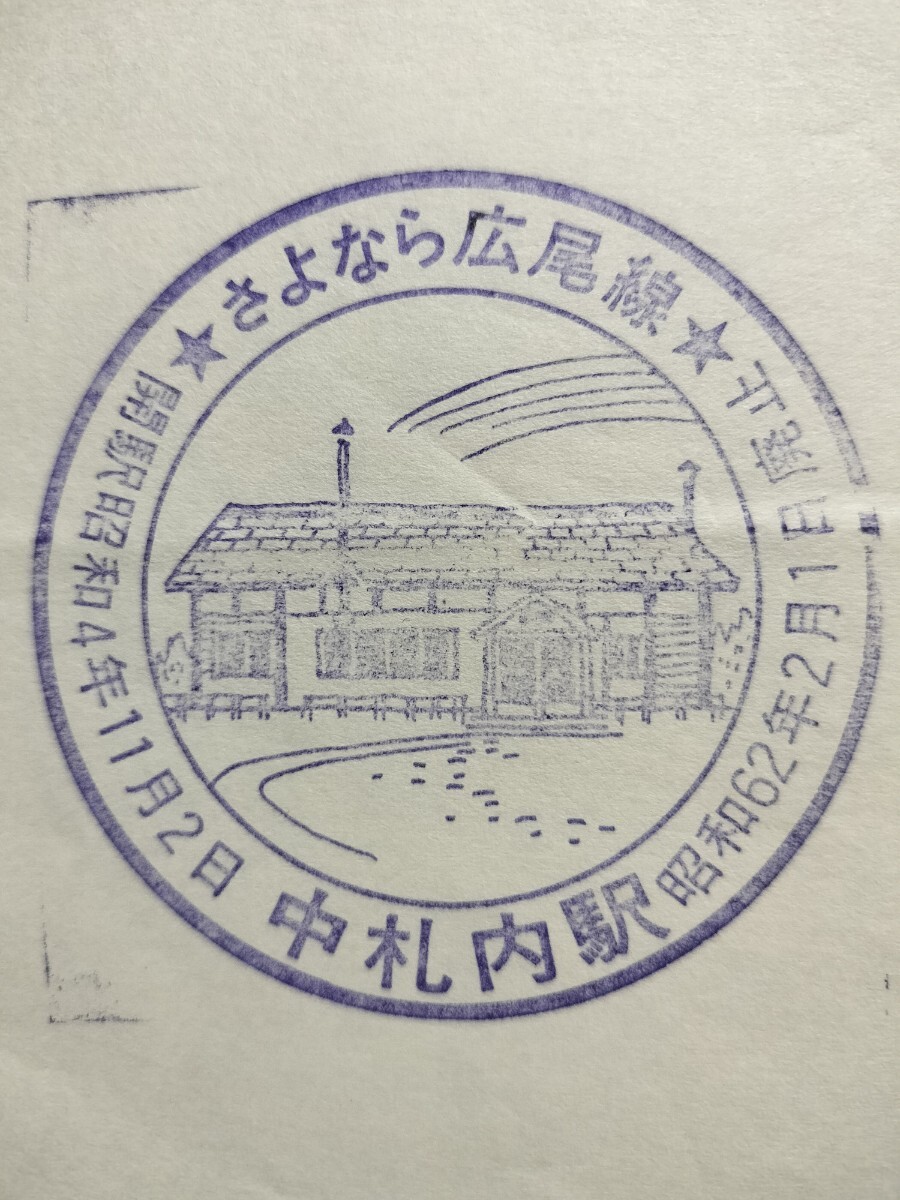 ★さよなら広尾線★
開駅昭和4年11月2日
中札内駅
昭和62年2月1日廃止